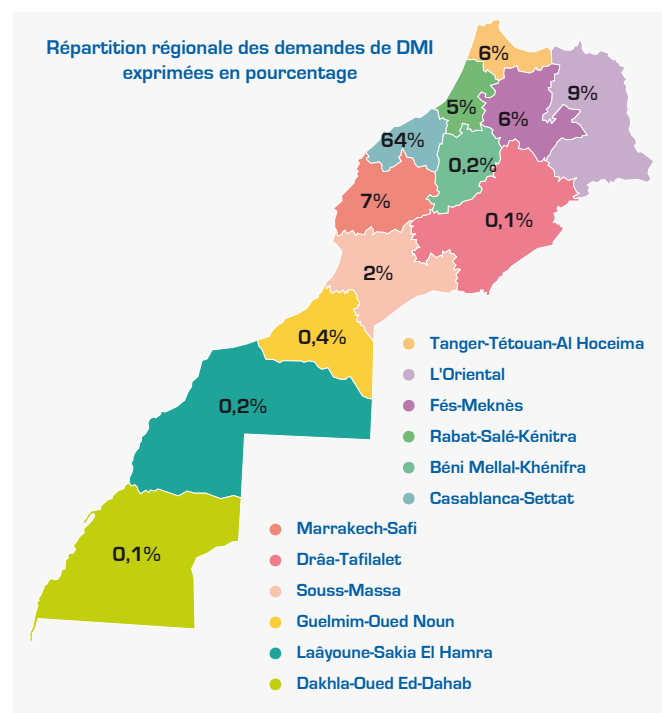 Répartition régionale des demandes de DMI
exprimées en pourcentage
6%
9%
5%
6%
64%
0,2%
7%
0,1%
2%
0,4%
0,2%
0,1%
Tanger-Tétouan-Al Hoceima
L'Oriental
Fés-Meknès
Rabat-Salé-Kénitra
Béni Mellal-Khénifra
Casablanca-Settat
Marrakech-Safi
Drâa-Tafilalet
Souss-Massa
Guelmim-Oued Noun
Laâyoune-Sakia El Hamra
Dakhla-Oued Ed-Dahab